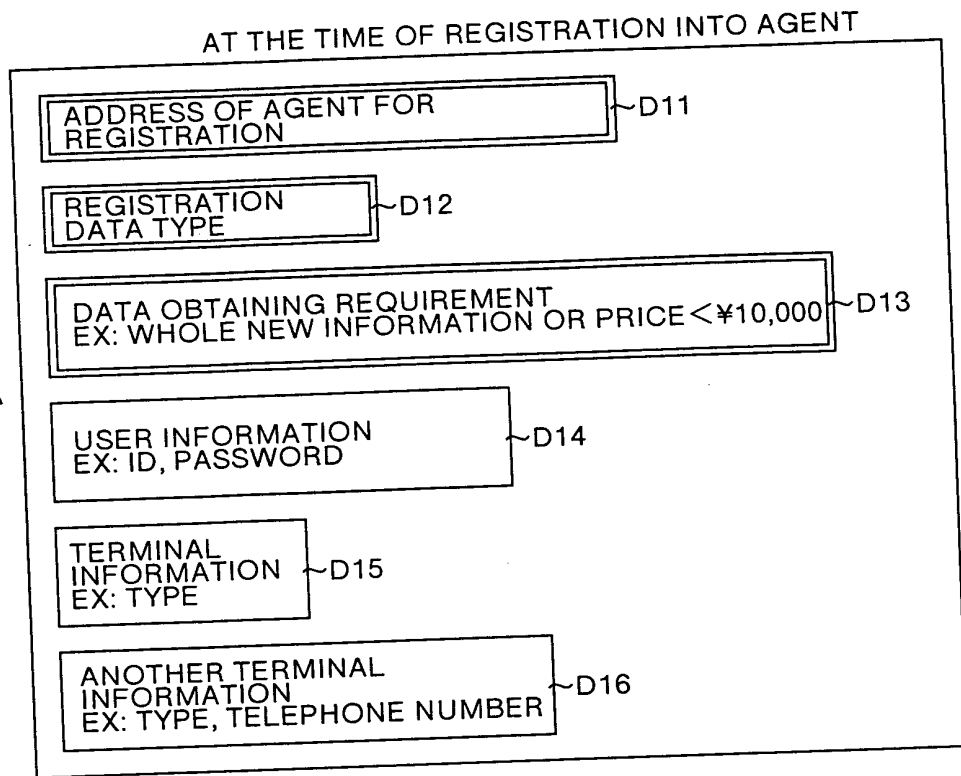 AT THE TIME OF REGISTRATION INTO AGENT
ADDRESS OF AGENT FOR
REGISTRATION
D11
REGISTRATION
DATA TYPE
D12
DATA OBTAINING REQUIREMENT
EX: WHOLE NEW INFORMATION OR PRICE<¥10,000
D13
USER INFORMATION
EX: ID, PASSWORD
D14
TERMINAL
INFORMATION
EX: TYPE
D15
ANOTHER TERMINAL
INFORMATION
EX: TYPE, TELEPHONE NUMBER
D16